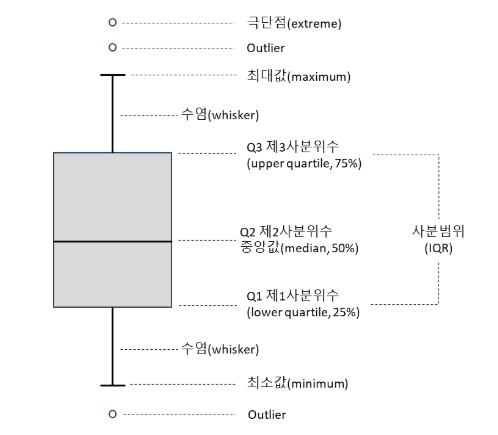 극단점(extreme)
Outlier
최대값(maximum)
수염(whisker)
Q3 제3사분위수
(upper quartile, 75%)
Q2 제2사분위수
중앙값(median, 50%)
사분범위
(IQR)
Q1 제1사분위수
(lower quartile, 25%)
수염(whisker)
최소값(minimum)
Outlier